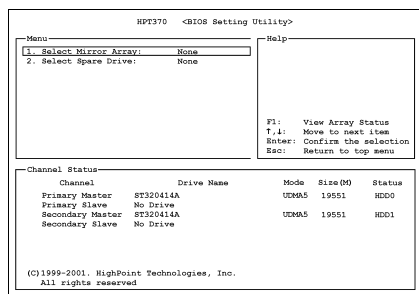 HPT370 <BIOS Setting Utility>
Menu
1. Select Mirror Array: None
2. Select Spare Drive: None
Help
F1: View Array Status
↑,↓: Move to next item
Enter: Confirm the selection
Esc: Return to top menu
Channel Status
Channel Drive Name Mode Size(M) Status
Primary Master ST320414A UDMA5 19551 HDD0
Primary Slave No Drive
Secondary Master ST320414A UDMA5 19551 HDD1
Secondary Slave No Drive
(C)1999-2001. HighPoint Technologies, Inc.
All rights reserved